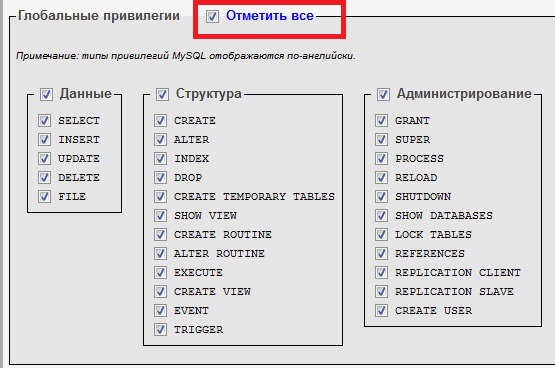 Глобальные привилегии Отметить все
Примечание: типы привилегий MySQL отображаются по-английски.
Данные
SELECT
INSERT
UPDATE
DELETE
FILE
Структура
CREATE
ALTER
INDEX
DROP
CREATE TEMPORARY TABLES
SHOW VIEW
CREATE ROUTINE
ALTER ROUTINE
EXECUTE
CREATE VIEW
EVENT
TRIGGER
Администрирование
GRANT
SUPER
PROCESS
RELOAD
SHUTDOWN
SHOW DATABASES
LOCK TABLES
REFERENCES
REPLICATION CLIENT
REPLICATION SLAVE
CREATE USER